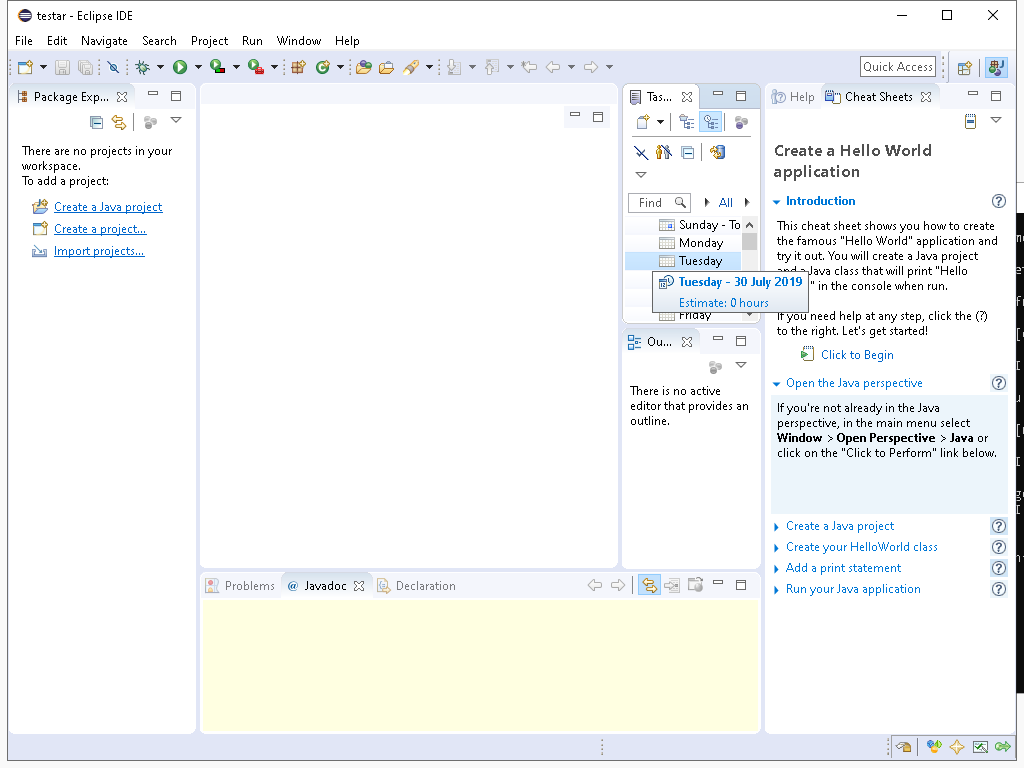 testar - Eclipse IDE
File Edit Navigate Search Project Run Window Help
Quick Access
Package Exp...
There are no projects in your
workspace.
To add a project:
Create a Java project
Create a project...
Import projects...
Tas...
Find
All
Sunday - To
Monday
Tuesday
Tuesday - 30 July 2019
Estimate: 0 hours
Friday
Ou...
There is no active
editor that provides an
outline.
Problems @ Javadoc Declaration
Help Cheat Sheets
Create a Hello World
application
Introduction
This cheat sheet shows you how to create
the famous "Hello World" application and
try it out. You will create a Java project
and a Java class that will print "Hello
" in the console when run.
If you need help at any step, click the (?)
to the right. Let's get started!
Click to Begin
Open the Java perspective
If you're not already in the Java
perspective, in the main menu select
Window > Open Perspective > Java or
click on the "Click to Perform" link below.
Create a Java project
Create your HelloWorld class
Add a print statement
Run your Java application